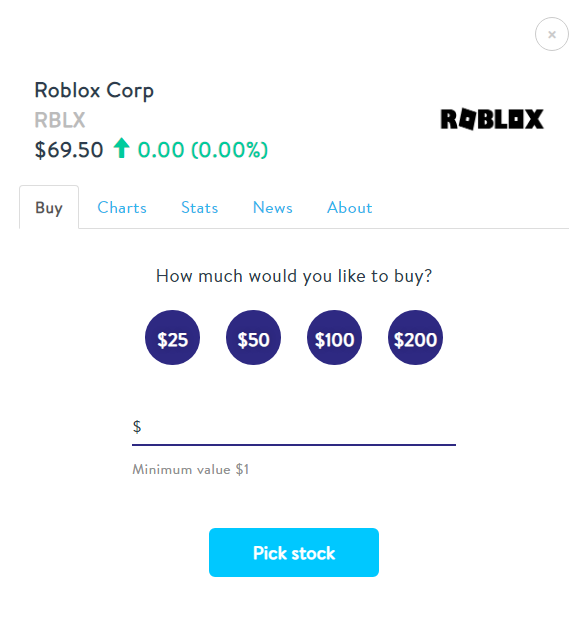 ×
Roblox Corp
RBLX
ROBLOX
$69.50 0.00 (0.00%)
Buy Charts Stats News About
How much would you like to buy?
$25 $50 $100 $200
$
Minimum value $1
Pick stock